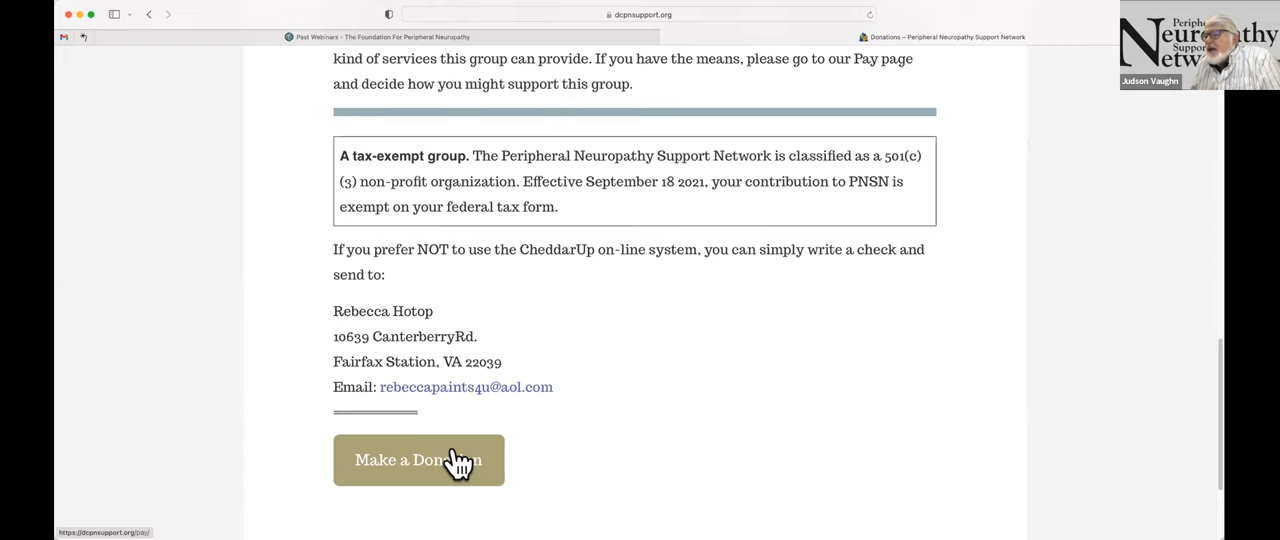 dcpnsupport.org
Past Webinars - The Foundation For Peripheral Neuropathy
Donations – Peripheral Neuropathy Support Network
kind of services this group can provide. If you have the means, please go to our Pay page
and decide how you might support this group.
A tax-exempt group. The Peripheral Neuropathy Support Network is classified as a 501(c)
(3) non-profit organization. Effective September 18 2021, your contribution to PNSN is
exempt on your federal tax form.
If you prefer NOT to use the CheddarUp on-line system, you can simply write a check and
send to:
Rebecca Hotop
10639 CanterberryRd.
Fairfax Station, VA 22039
Email: rebeccapaints4u@aol.com
Make a
https://dcpnsupport.org/pay/
Judson Vaughn